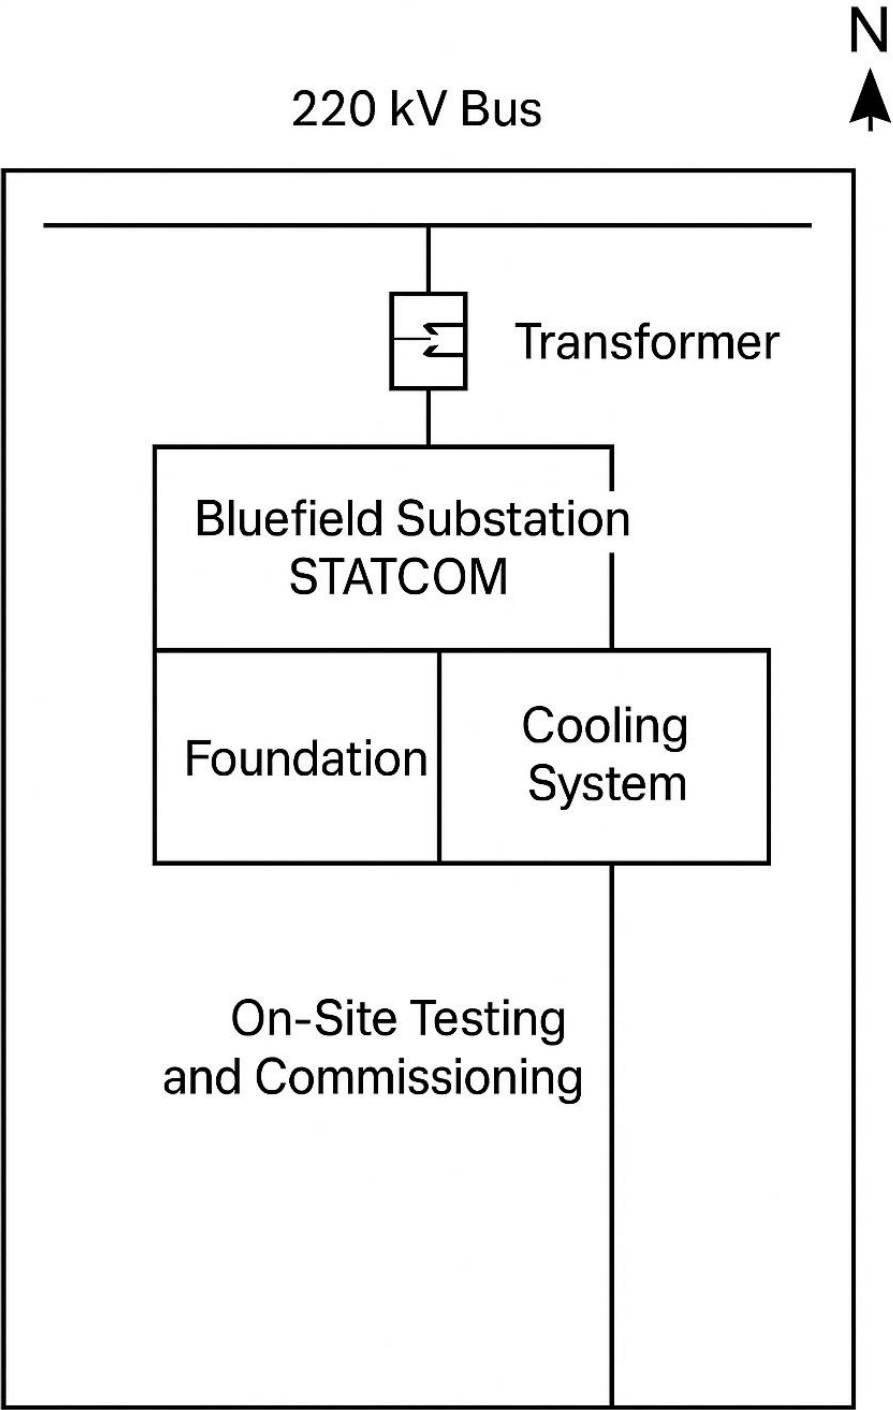 N
220 kV Bus
Transformer
Bluefield Substation
STATCOM
Foundation
Cooling
System
On-Site Testing
and Commissioning